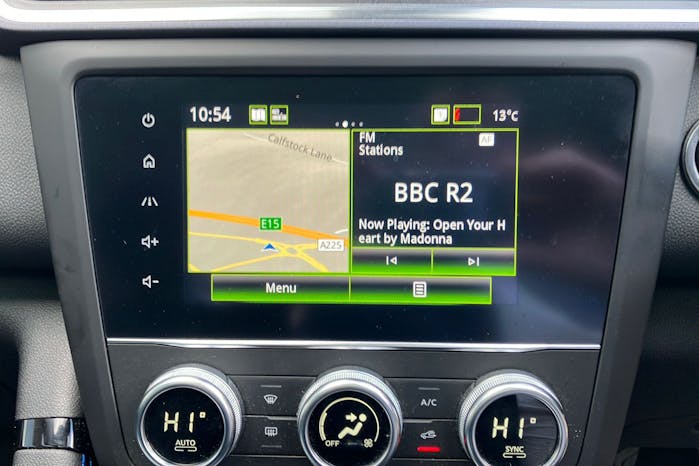 10:54
13°C
Calfstock Lane
E15
A225
FM
Stations
AF
BBC R2
Now Playing: Open Your H
eart by Madonna
Menu
A/C
HI°
AUTO
OFF
HI°
SYNC